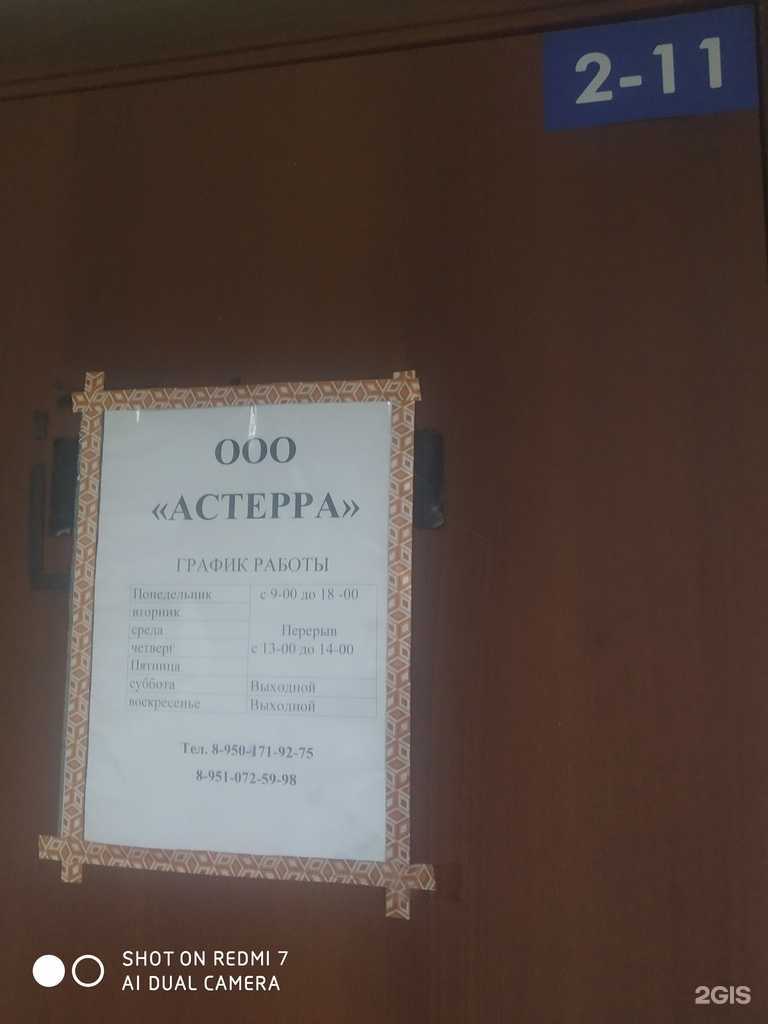 2-11
ООО
«АСТЕРРА»
ГРАФИК РАБОТЫ
Понедельник с 9-00 до 18 -00
вторник
среда Перерыв
четверг с 13-00 до 14-00
Пятница
суббота Выходной
воскресенье Выходной
Тел. 8-950-171-92-75
8-951-072-59-98
SHOT ON REDMI 7
AI DUAL CAMERA
2GIS